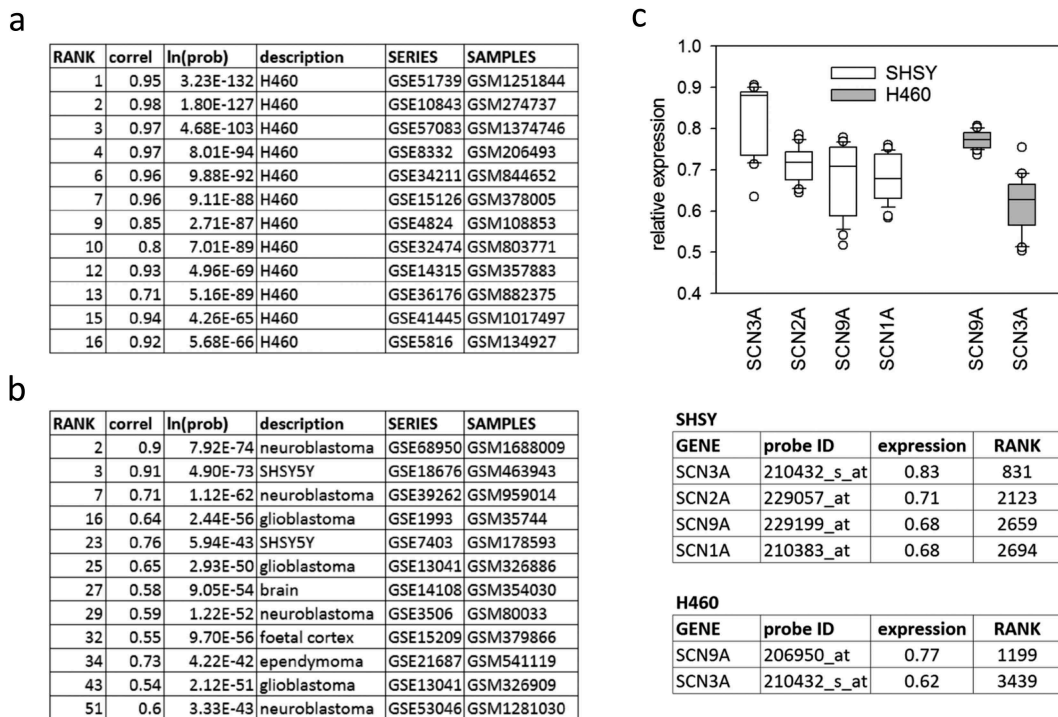 a
RANK correl ln(prob) description SERIES SAMPLES
1 0.95 3.23E-132 H460 GSE51739 GSM1251844
2 0.98 1.80E-127 H460 GSE10843 GSM274737
3 0.97 4.68E-103 H460 GSE57083 GSM1374746
4 0.97 8.01E-94 H460 GSE8332 GSM206493
6 0.96 9.88E-92 H460 GSE34211 GSM844652
7 0.96 9.11E-88 H460 GSE15126 GSM378005
9 0.85 2.71E-87 H460 GSE4824 GSM108853
10 0.8 7.01E-89 H460 GSE32474 GSM803771
12 0.93 4.96E-69 H460 GSE14315 GSM357883
13 0.71 5.16E-89 H460 GSE36176 GSM882375
15 0.94 4.26E-65 H460 GSE41445 GSM1017497
16 0.92 5.68E-66 H460 GSE5816 GSM134927
b
RANK correl ln(prob) description SERIES SAMPLES
2 0.9 7.92E-74 neuroblastoma GSE68950 GSM1688009
3 0.91 4.90E-73 SHSY5Y GSE18676 GSM463943
7 0.71 1.12E-62 neuroblastoma GSE39262 GSM959014
16 0.64 2.44E-56 glioblastoma GSE1993 GSM35744
23 0.76 5.94E-43 SHSY5Y GSE7403 GSM178593
25 0.65 2.93E-50 glioblastoma GSE13041 GSM326886
27 0.58 9.05E-54 brain GSE14108 GSM354030
29 0.59 1.22E-52 neuroblastoma GSE3506 GSM80033
32 0.55 9.70E-56 foetal cortex GSE15209 GSM379866
34 0.73 4.22E-42 ependymoma GSE21687 GSM541119
43 0.54 2.12E-51 glioblastoma GSE13041 GSM326909
51 0.6 3.33E-43 neuroblastoma GSE53046 GSM1281030
c
relative expression
1.0
0.9
0.8
0.7
0.6
0.5
0.4
SHSY
H460
SCN3A SCN2A SCN9A SCN1A SCN9A SCN3A
SHSY
GENE probe ID expression RANK
SCN3A 210432_s_at 0.83 831
SCN2A 229057_at 0.71 2123
SCN9A 229199_at 0.68 2659
SCN1A 210383_at 0.68 2694
H460
GENE probe ID expression RANK
SCN9A 206950_at 0.77 1199
SCN3A 210432_s_at 0.62 3439